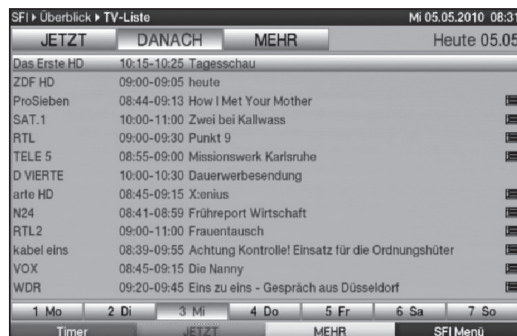 SFI ▸ Überblick ▸ TV-Liste Mi 05.05.2010 08:31
JETZT DANACH MEHR Heute 05.05
Das Erste HD 10:15-10:25 Tagesschau
ZDF HD 09:00-09:05 heute
ProSieben 08:44-09:13 How I Met Your Mother
SAT.1 10:00-11:00 Zwei bei Kallwass
RTL 09:00-09:30 Punkt 9
TELE 5 08:55-09:00 Missionswerk Karlsruhe
D VIERTE 10:00-10:30 Dauerwerbesendung
arte HD 08:45-09:15 X:enius
N24 08:41-08:59 Frühreport Wirtschaft
RTL2 09:00-11:00 Frauentausch
kabel eins 08:39-09:55 Achtung Kontrolle! Einsatz für die Ordnungshüter
VOX 08:45-09:15 Die Nanny
WDR 09:20-09:45 Eins zu eins - Gespräch aus Düsseldorf
1 Mo 2 Di 3 Mi 4 Do 5 Fr 6 Sa 7 So
Timer JETZT MEHR SFI Menü